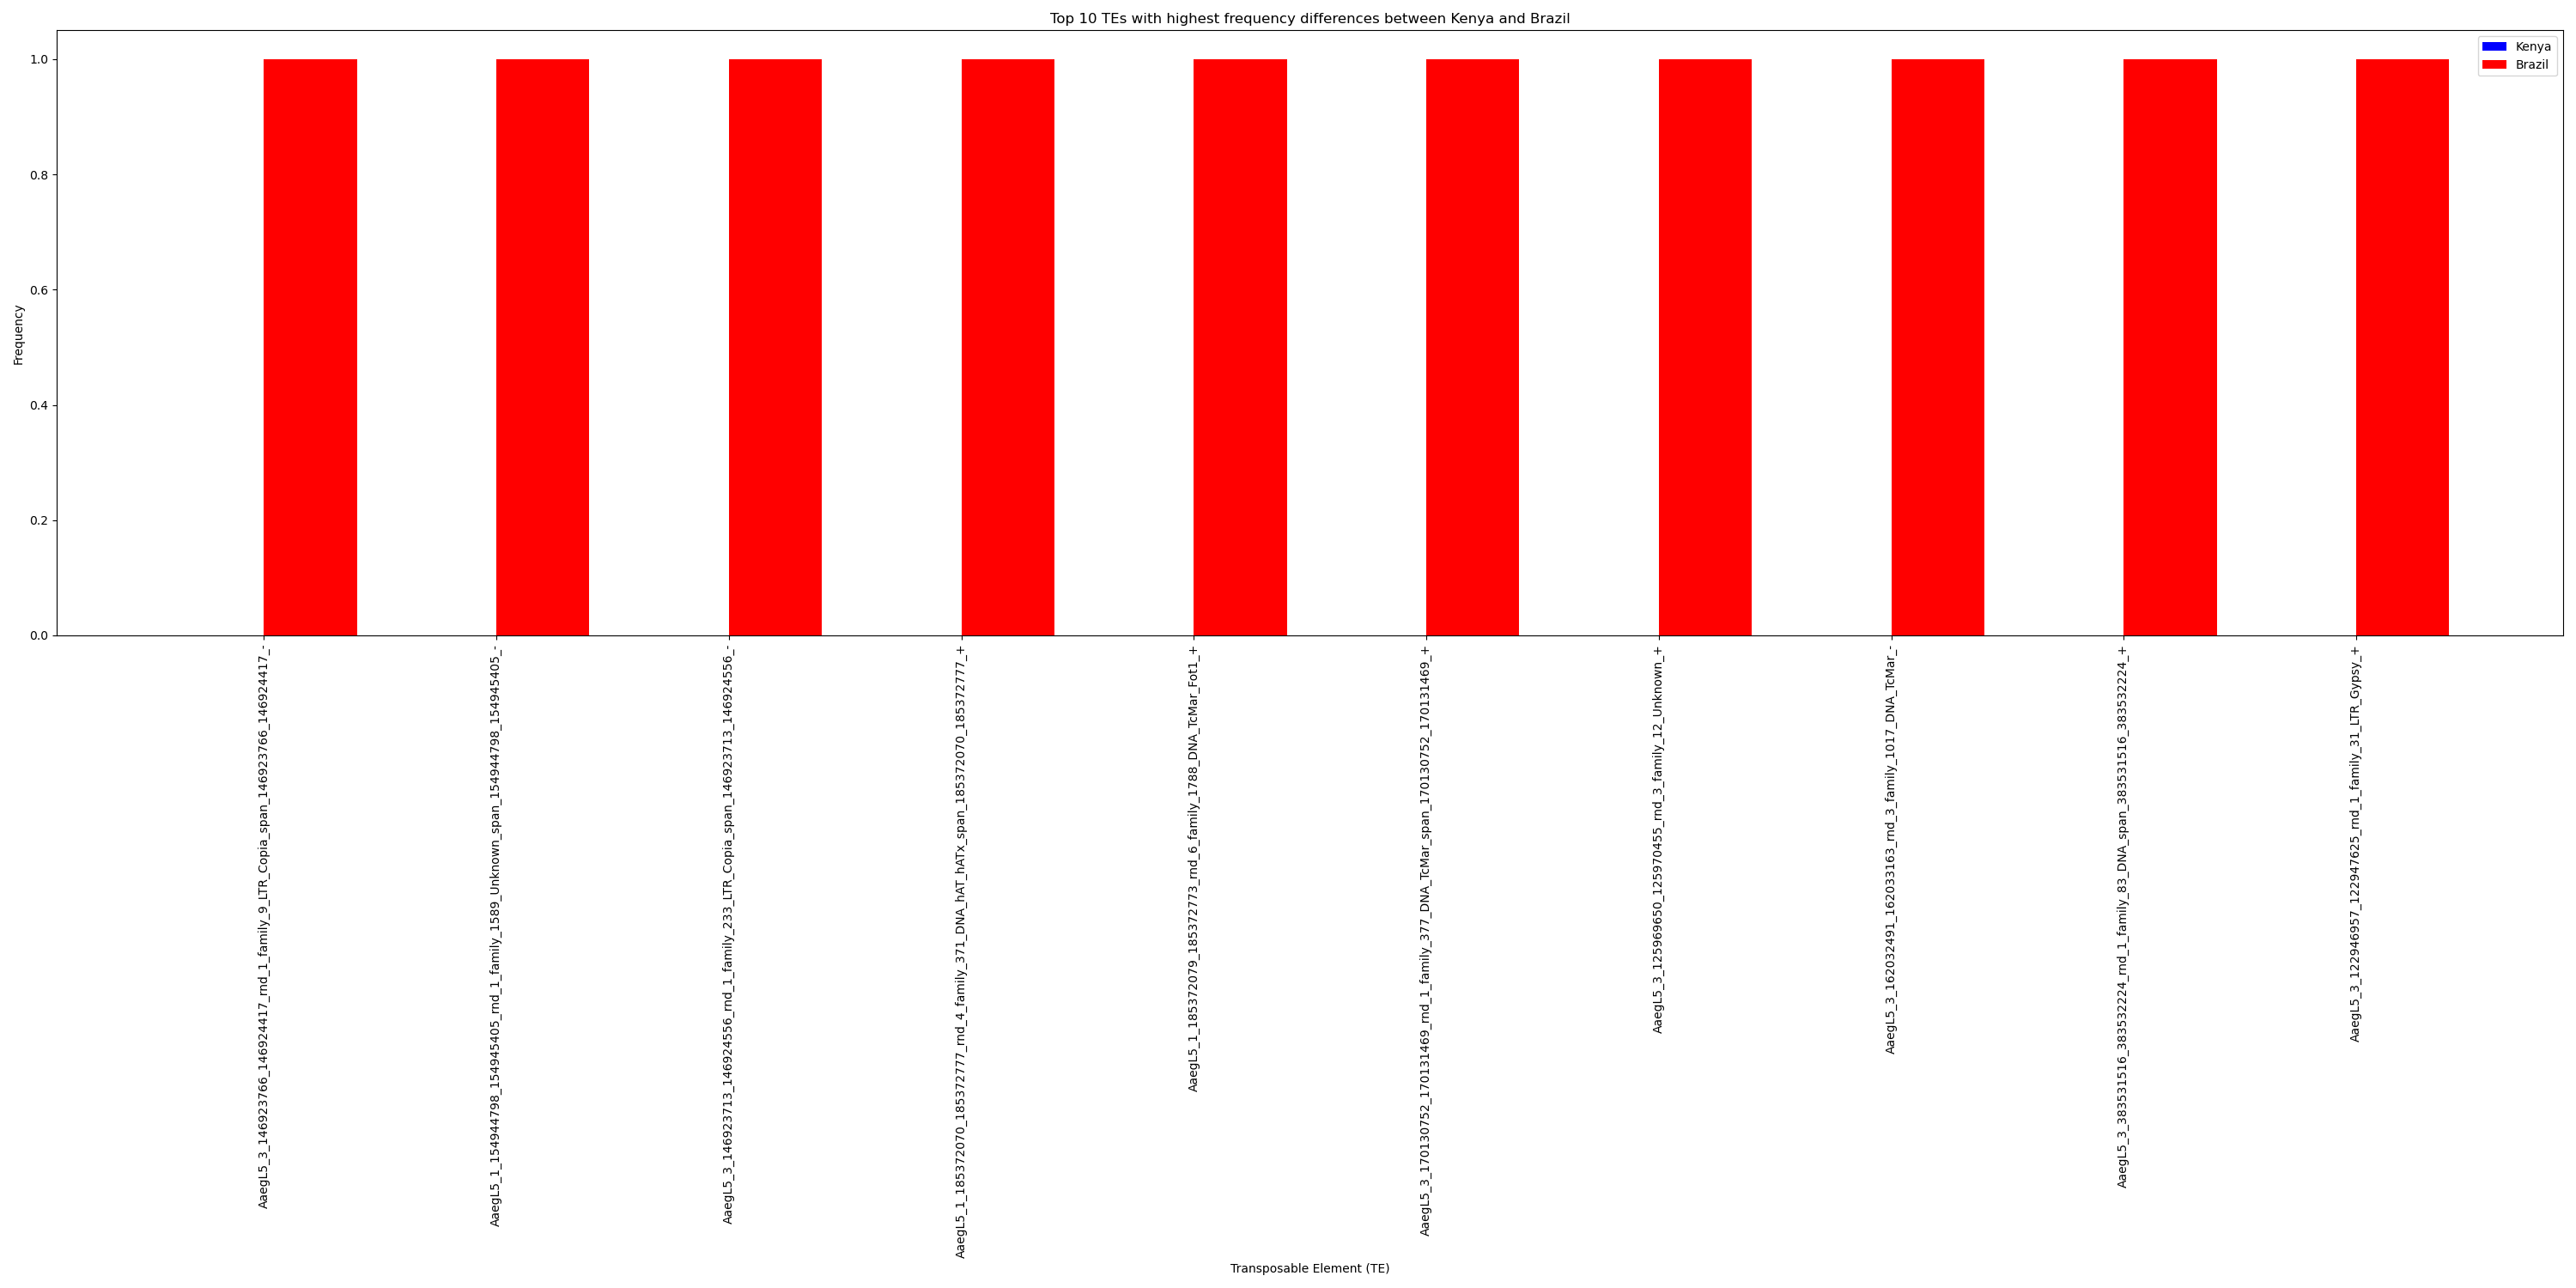 Top 10 TEs with highest frequency differences between Kenya and Brazil
Kenya
Brazil
Frequency
1.0
0.8
0.6
0.4
0.2
0.0
AaegL5_3_146923766_146924417_rnd_1_family_9_LTR_Copia_span_146923766_146924417_-
AaegL5_1_154944798_154945405_rnd_1_family_1589_Unknown_span_154944798_154945405_-
AaegL5_3_146923713_146924556_rnd_1_family_233_LTR_Copia_span_146923713_146924556_-
AaegL5_1_185372070_185372777_rnd_4_family_371_DNA_hAT_hATx_span_185372070_185372777_+
AaegL5_1_185372079_185372773_rnd_6_family_1788_DNA_TcMar_Fot1_+
AaegL5_3_170130752_170131469_rnd_1_family_377_DNA_TcMar_span_170130752_170131469_+
AaegL5_3_125969650_125970455_rnd_3_family_12_Unknown_+
AaegL5_3_162032491_162033163_rnd_3_family_1017_DNA_TcMar_-
AaegL5_3_383531516_383532224_rnd_1_family_83_DNA_span_383531516_383532224_+
AaegL5_3_122946957_122947625_rnd_1_family_31_LTR_Gypsy_+
Transposable Element (TE)